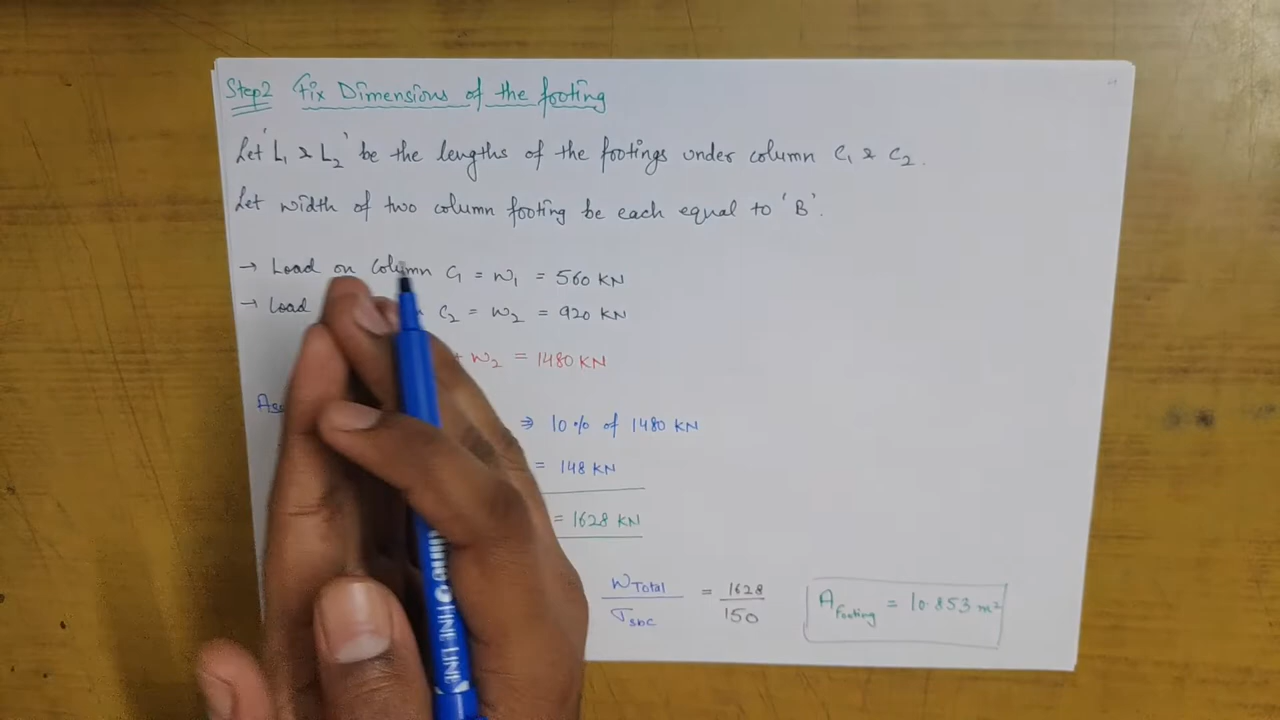 Step2 Fix Dimensions of the footing
Let 'L₁ & L₂' be the lengths of the footings under column C₁ & C₂.
Let width of two column footing be each equal to 'B'.
→ Load on Column C₁ = W₁ = 560 KN
→ Load C₂ = W₂ = 920 KN
+ W₂ = 1480 KN
⇒ 10% of 1480 KN
= 148 KN
= 1628 KN
W Total / σ sbc = 1628 / 150
A Footing = 10.853 m²